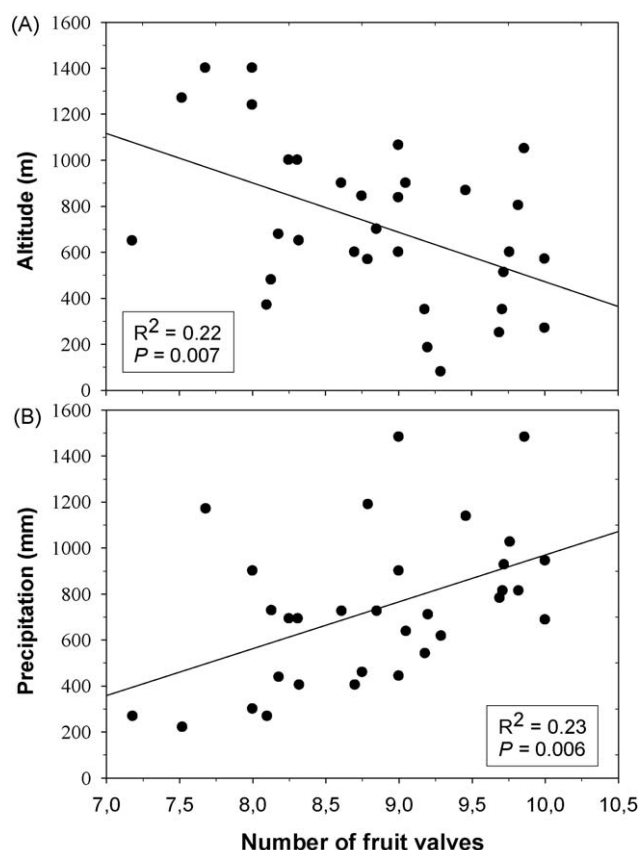 (A)
1600
1400
1200
1000
800
600
400
200
0
Altitude (m)
R² = 0.22
P = 0.007
(B)
1600
1400
1200
1000
800
600
400
200
0
Precipitation (mm)
R² = 0.23
P = 0.006
7,0 7,5 8,0 8,5 9,0 9,5 10,0 10,5
Number of fruit valves